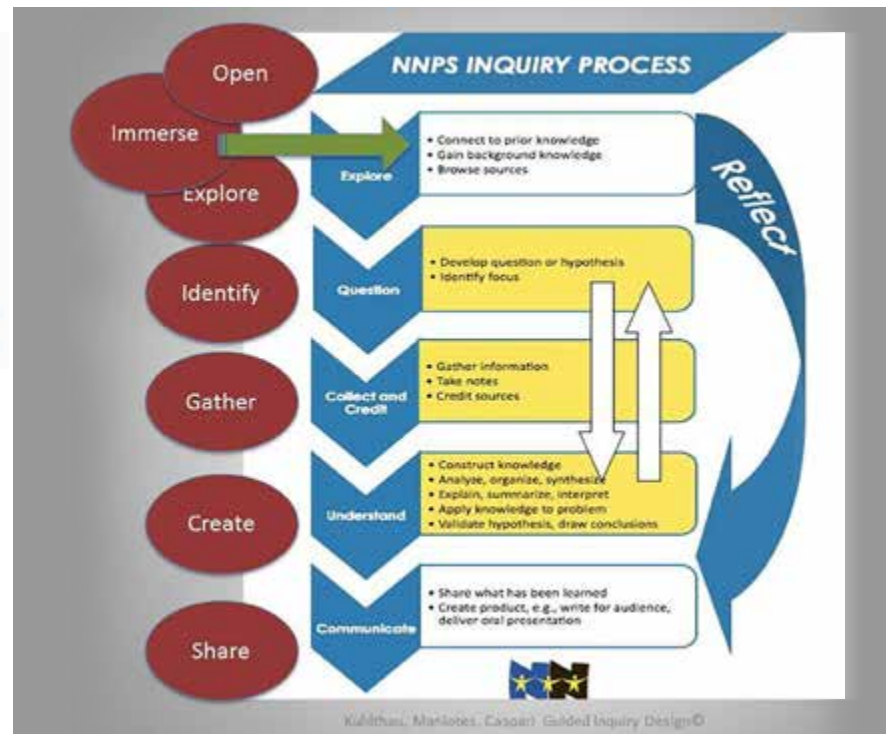 NNPS INQUIRY PROCESS
Open
Immerse
Explore
Identify
Gather
Create
Share
Explore
• Connect to prior knowledge
• Gain background knowledge
• Browse sources
Question
• Develop question or hypothesis
• Identify focus
Collect and
Credit
• Gather information
• Take notes
• Credit sources
Understand
• Construct knowledge
• Analyze, organize, synthesize
• Explain, summarize, interpret
• Apply knowledge to problem
• Validate hypothesis, draw conclusions
Communicate
• Share what has been learned
• Create product, e.g., write for audience,
deliver oral presentation
Reflect
NN
Kuhlthau, Maniotes, Caspari Guided Inquiry Design©